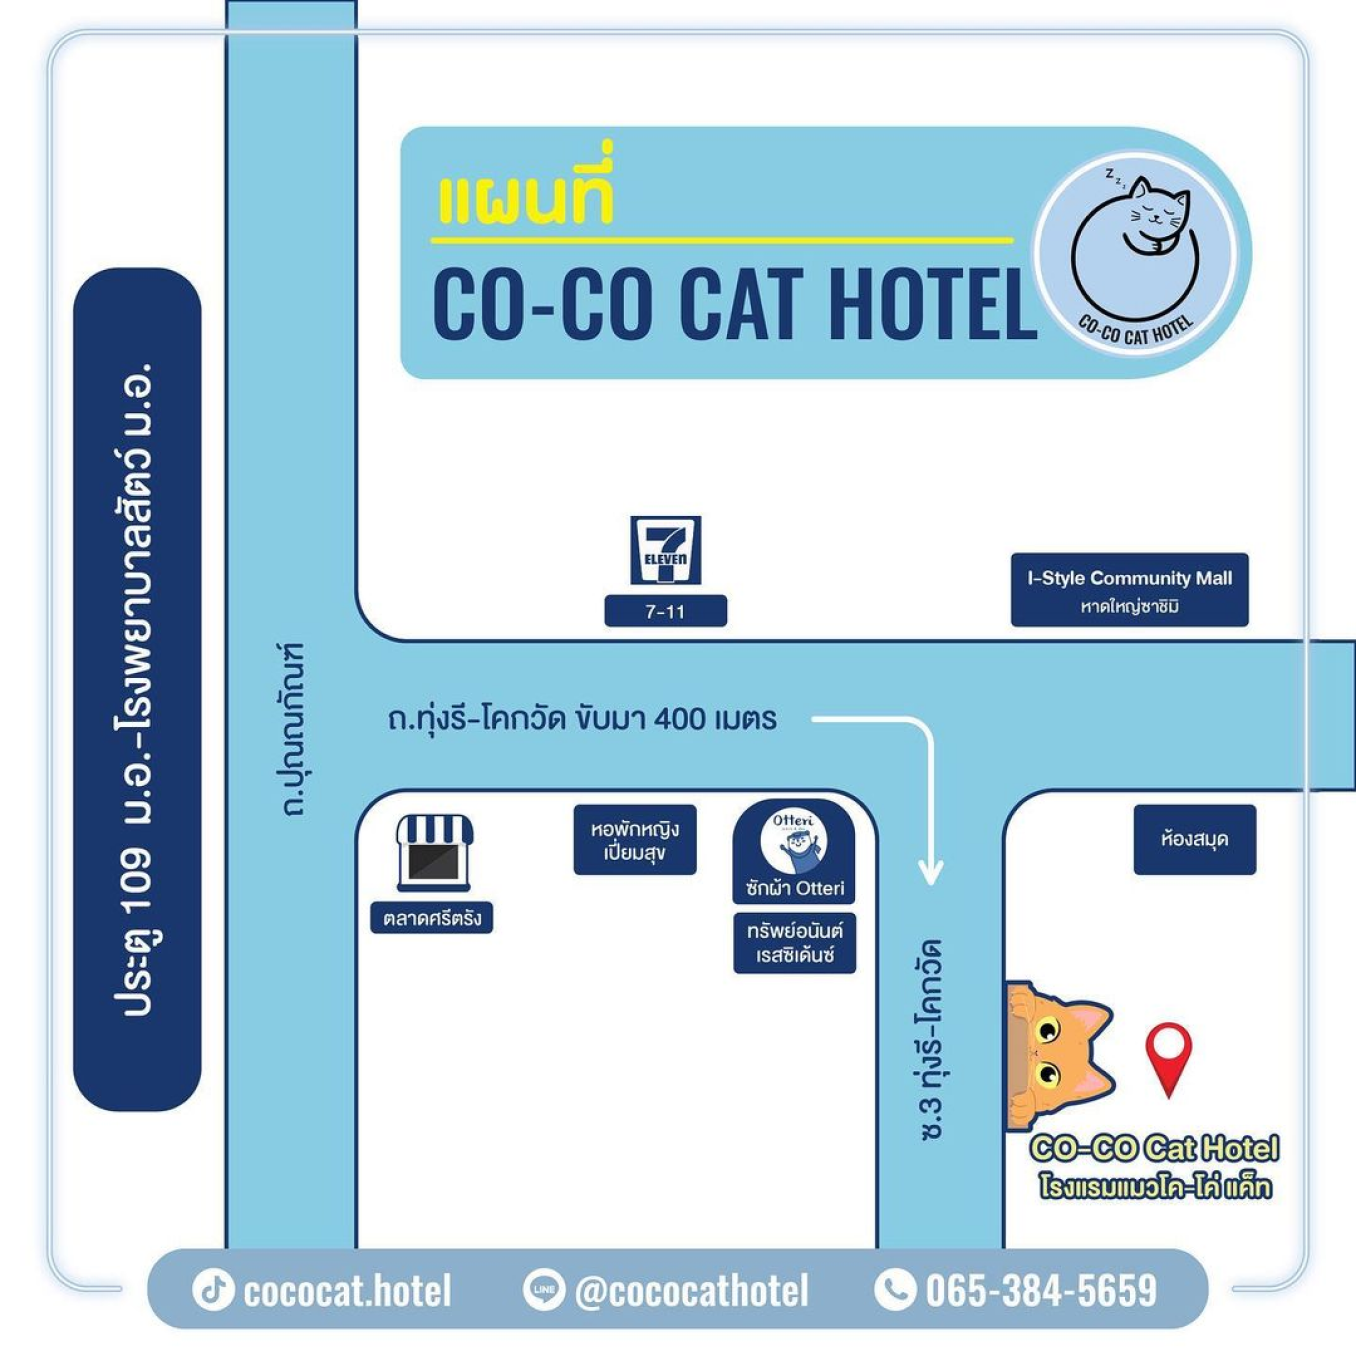 แผนที่
CO-CO CAT HOTEL
z z z
CO-CO CAT HOTEL
ประตู 109 ม.อ.-โรงพยาบาลสัตว์ ม.อ.
ถ.ปุณณกัณฑ์
7 ELEVEn
7-11
I-Style Community Mall
หาดใหญ่ซาชิมิ
ถ.ทุ่งรี-โคกวัด ขับมา 400 เมตร
ตลาดศรีตรัง
หอพักหญิง
เปี่ยมสุข
Otteri
ซักผ้า Otteri
ทรัพย์อนันต์
เรสซิเด้นซ์
ห้องสมุด
ซ.3 ทุ่งรี-โคกวัด
CO-CO Cat Hotel
โรงแรมแมวโค-โค่ แค็ท
cococat.hotel
LINE @cococathotel
065-384-5659